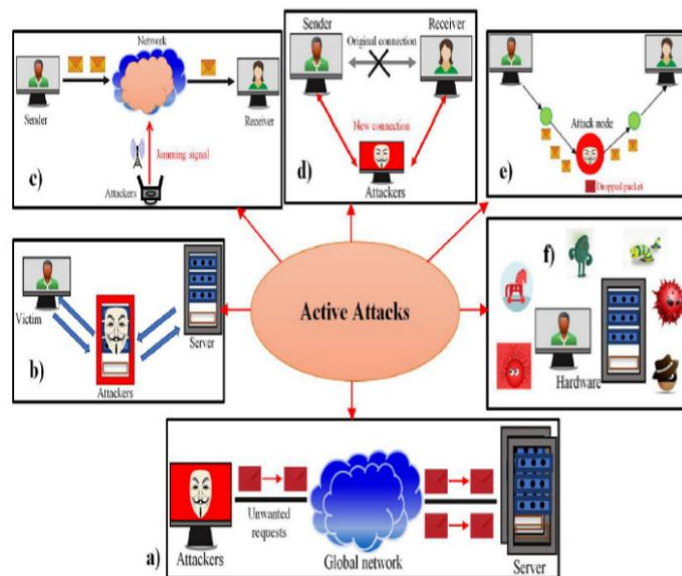 c)
Network
Sender
Receiver
Jamming signal
Attackers
d)
Sender
Receiver
Original connection
New connection
Attackers
e)
Attack node
Dropped packet
b)
Victim
Server
Attackers
Active Attacks
f)
Hardware
a)
Attackers
Unwanted
requests
Global network
Server